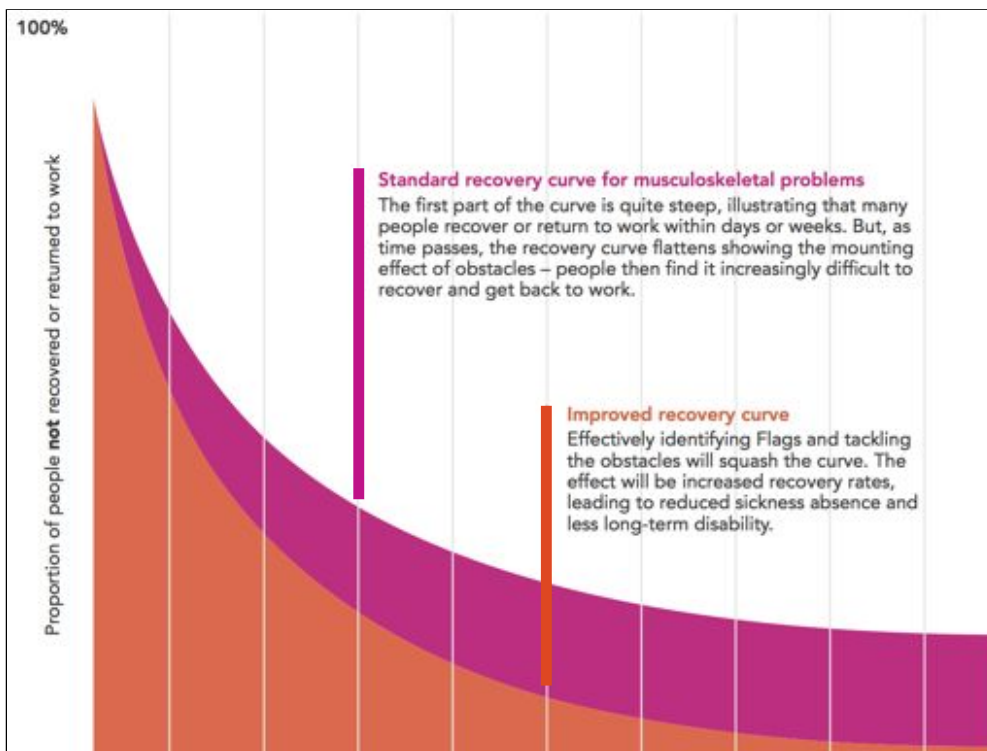 100%
Proportion of people not recovered or returned to work
Standard recovery curve for musculoskeletal problems
The first part of the curve is quite steep, illustrating that many
people recover or return to work within days or weeks. But, as
time passes, the recovery curve flattens showing the mounting
effect of obstacles – people then find it increasingly difficult to
recover and get back to work.
Improved recovery curve
Effectively identifying Flags and tackling
the obstacles will squash the curve. The
effect will be increased recovery rates,
leading to reduced sickness absence and
less long-term disability.